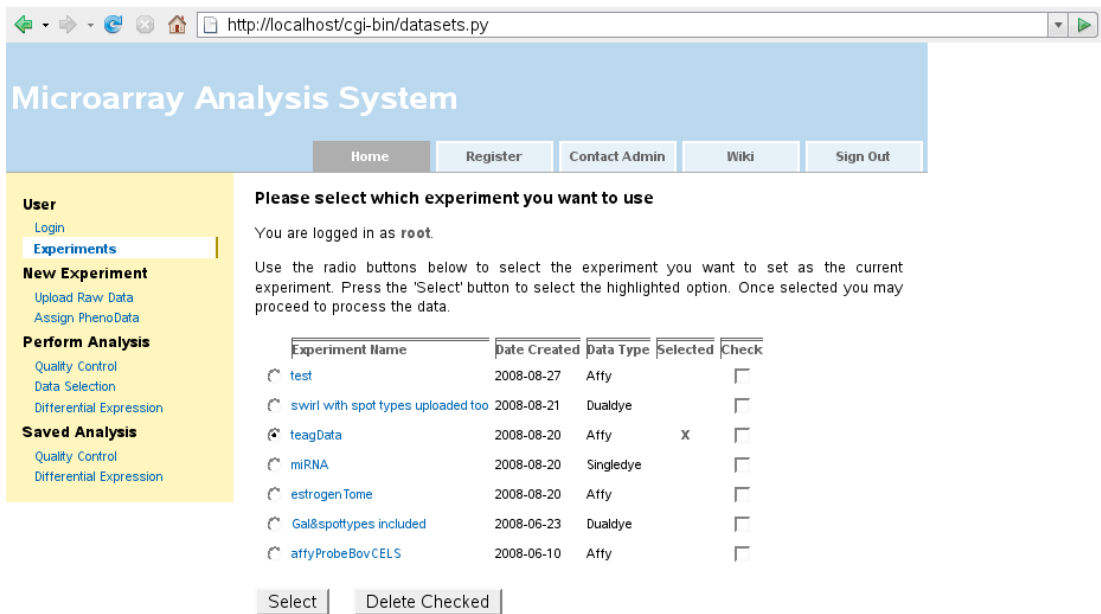 http://localhost/cgi-bin/datasets.py
Microarray Analysis System
Home Register Contact Admin Wiki Sign Out
User
Login
Experiments
New Experiment
Upload Raw Data
Assign PhenoData
Perform Analysis
Quality Control
Data Selection
Differential Expression
Saved Analysis
Quality Control
Differential Expression
Please select which experiment you want to use
You are logged in as root.
Use the radio buttons below to select the experiment you want to set as the current
experiment. Press the 'Select' button to select the highlighted option. Once selected you may
proceed to process the data.
Experiment Name Date Created Data Type Selected Check
test 2008-08-27 Affy
swirl with spot types uploaded too 2008-08-21 Dualdye
teagData 2008-08-20 Affy X
miRNA 2008-08-20 Singledye
estrogenTome 2008-08-20 Affy
Gal&spottypes included 2008-06-23 Dualdye
affyProbeBovCELS 2008-06-10 Affy
Select Delete Checked